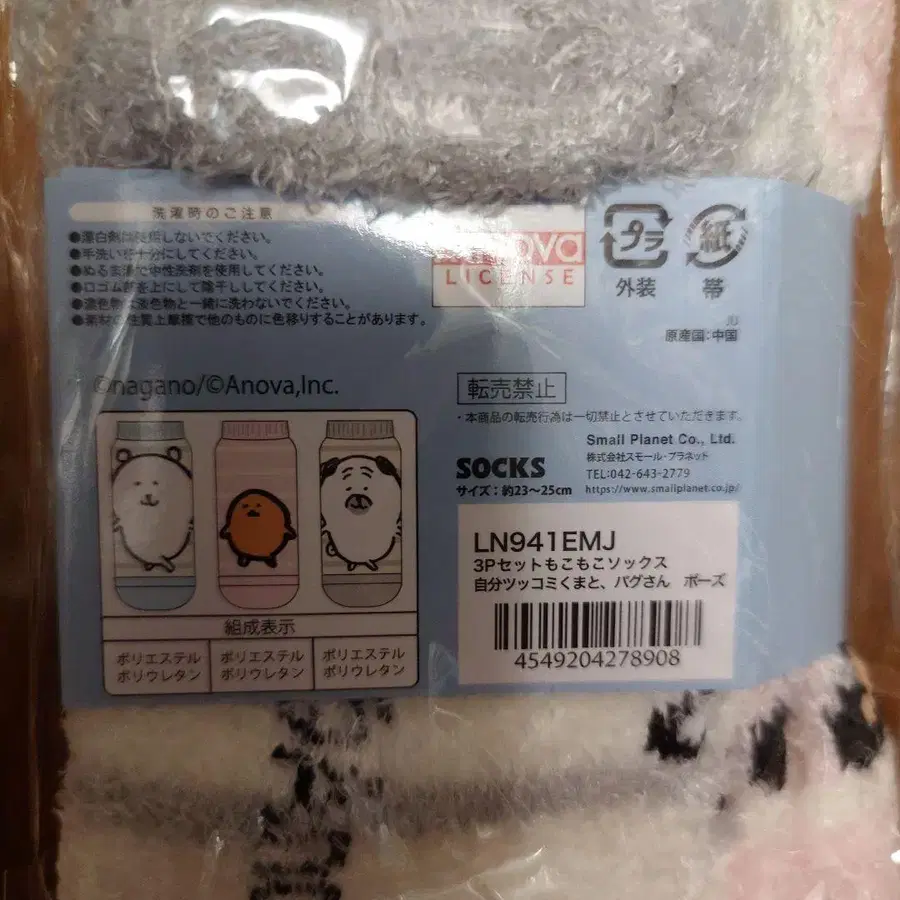 洗濯時のご注意
●漂白剤は使用しないでください。
●手洗いを十分にしてください。
●ぬるま湯で中性洗剤を使用してください。
●口ゴム部を上にして陰干ししてください。
●濃色物は淡色物と一緒に洗わないでください。
●素材の性質上摩擦で他のものに色移りすることがあります。
anova
LICENSE
プラ
外装
紙
帯
原産国:中国
©nagano/©Anova,Inc.
転売禁止
・本商品の転売行為は一切禁止とさせていただきます。
Small Planet Co., Ltd.
株式会社スモール・プラネット
TEL:042-643-2779
https://www.smallplanet.co.jp/
SOCKS
サイズ：約23〜25cm
LN941EMJ
3Pセットもこもこソックス
自分ツッコミくまと、パグさん ボーズ
4549204278908
組成表示
ポリエステル
ポリウレタン
ポリエステル
ポリウレタン
ポリエステル
ポリウレタン